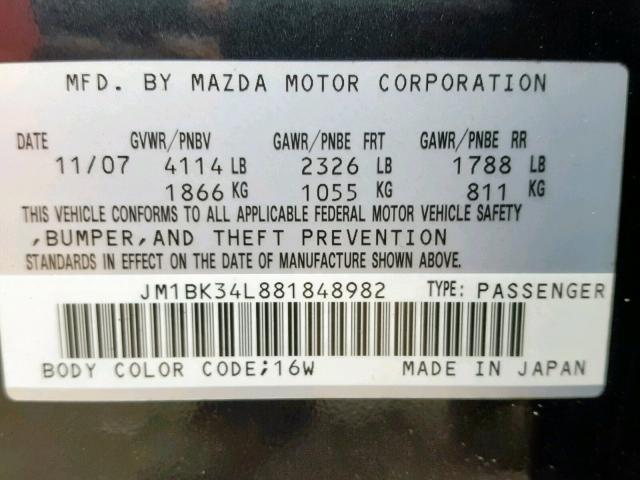 MFD. BY MAZDA MOTOR CORPORATION
DATE GVWR/PNBV GAWR/PNBE FRT GAWR/PNBE RR
11/07 4114 LB 2326 LB 1788 LB
1866 KG 1055 KG 811 KG
THIS VEHICLE CONFORMS TO ALL APPLICABLE FEDERAL MOTOR VEHICLE SAFETY
,BUMPER,AND THEFT PREVENTION
STANDARDS IN EFFECT ON THE DATE OF MANUFACTURE SHOWN ABOVE.
JM1BK34L881848982 TYPE: PASSENGER
BODY COLOR CODE;16W MADE IN JAPAN